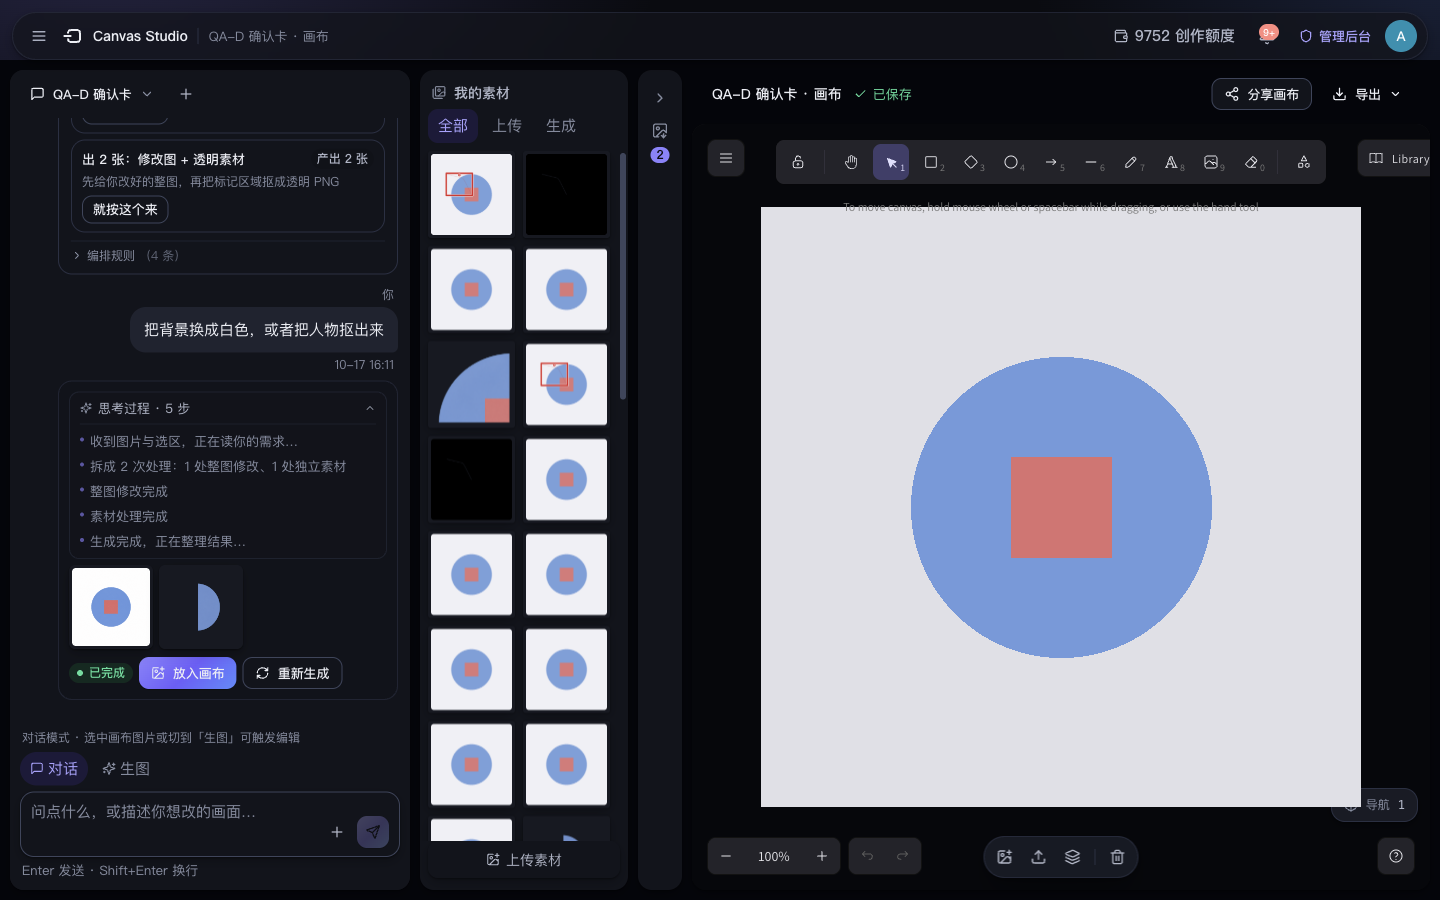 Canvas Studio
QA-D 确认卡 · 画布
9752 创作额度
9+
管理后台
A
QA-D 确认卡
出 2 张：修改图 + 透明素材
产出 2 张
先给你改好的整图，再把标记区域抠成透明 PNG
就按这个来
编排规则 （4 条）
你
把背景换成白色，或者把人物抠出来
10-17 16:11
思考过程 · 5 步
收到图片与选区，正在读你的需求…
拆成 2 次处理：1 处整图修改、1 处独立素材
整图修改完成
素材处理完成
生成完成，正在整理结果…
已完成
放入画布
重新生成
对话模式 · 选中画布图片或切到「生图」可触发编辑
对话
生图
问点什么，或描述你想改的画面…
Enter 发送 · Shift+Enter 换行
我的素材
全部
上传
生成
上传素材
2
QA-D 确认卡 · 画布
已保存
分享画布
导出
1
2
3
4
5
6
7
8
9
0
Library
To move canvas, hold mouse wheel or spacebar while dragging, or use the hand tool
导航 1
100%